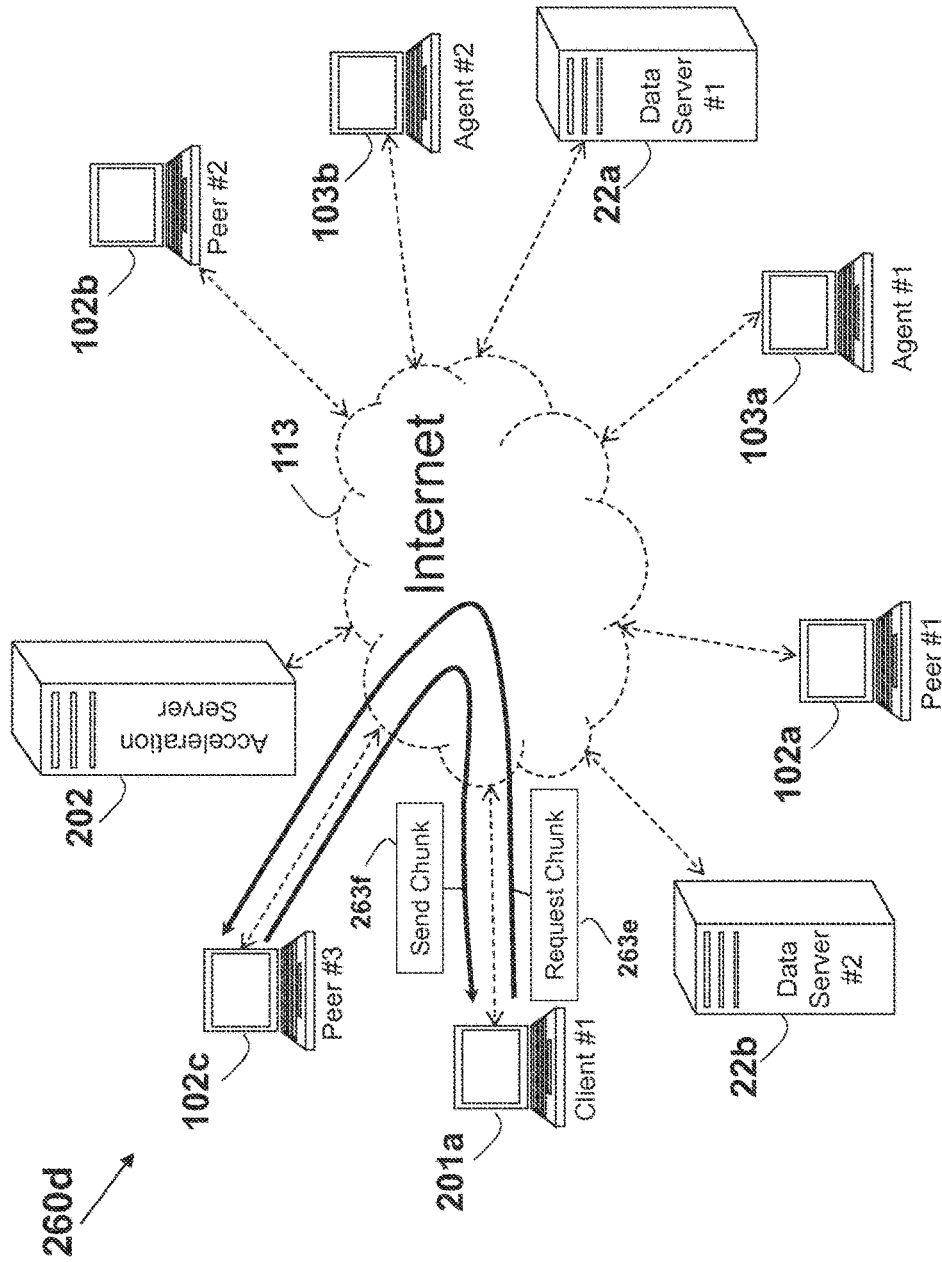 260d
202
102b
Acceleration
Server
102c
Peer #2
113
103b
Peer #3
263f
Send Chunk
Internet
201a
Agent #2
Request Chunk
Client #1
263e
22a
Data
Server
#1
22b
103a
Data
Server
#2
102a
Agent #1
Peer #1